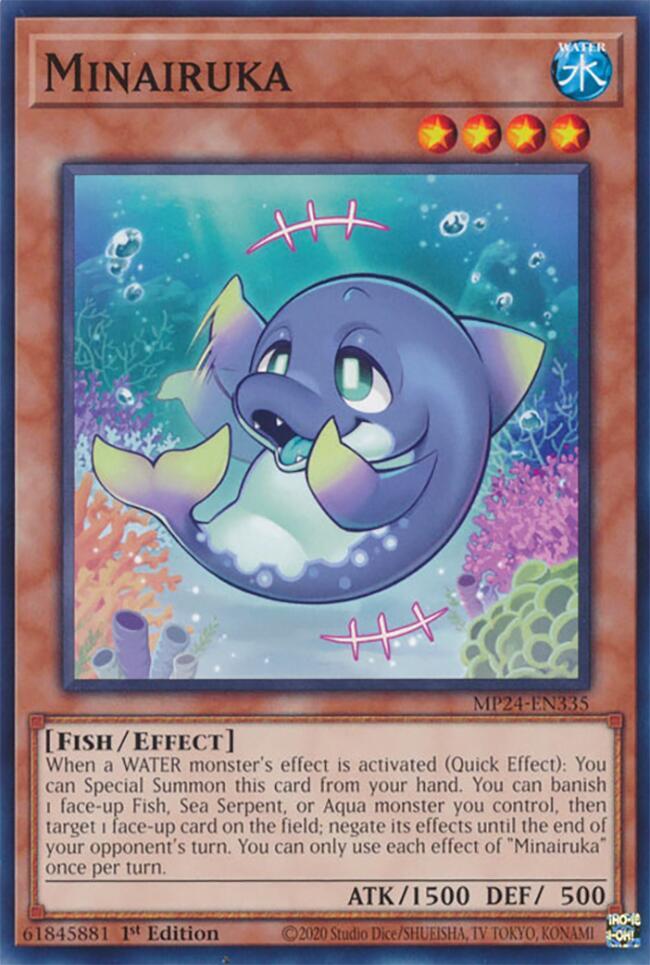 MINAIRUKA
WATER
水
MP24-EN335
[FISH/EFFECT]
When a WATER monster's effect is activated (Quick Effect): You
can Special Summon this card from your hand. You can banish
1 face-up Fish, Sea Serpent, or Aqua monster you control, then
target 1 face-up card on the field; negate its effects until the end of
your opponent's turn. You can only use each effect of "Minairuka"
once per turn.
ATK/1500 DEF/ 500
61845881 1st Edition ©2020 Studio Dice/SHUEISHA, TV TOKYO, KONAMI